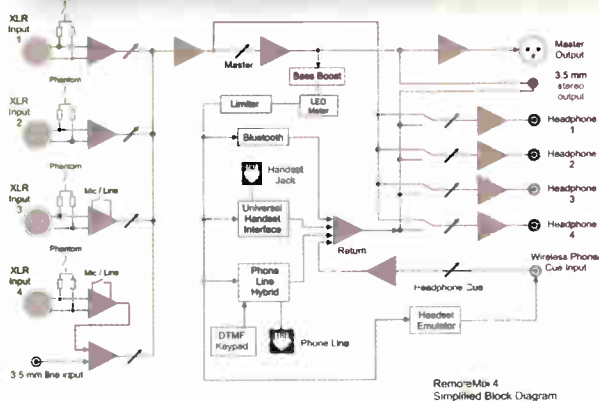 XLR
Input
1
Phantom
XLR
Input
2
Phantom
XLR
Input
3
Mic / Line
Phantom
XLR
Input
4
Mic / Line
3.5 mm line input
Master
Bass Boost
Limiter
LED
Meter
Bluetooth
Handset
Jack
Universal
Handset
Interface
Return
Phone
Line
Hybrid
DTMF
Keypad
Phone Line
Master
Output
3.5 mm
stereo
output
Headphone
1
Headphone
2
Headphone
3
Headphone
4
Wireless Phone/
Cue Input
Headphone Cue
Headset
Emulator
RemoteMix 4
Simplified Block Diagram